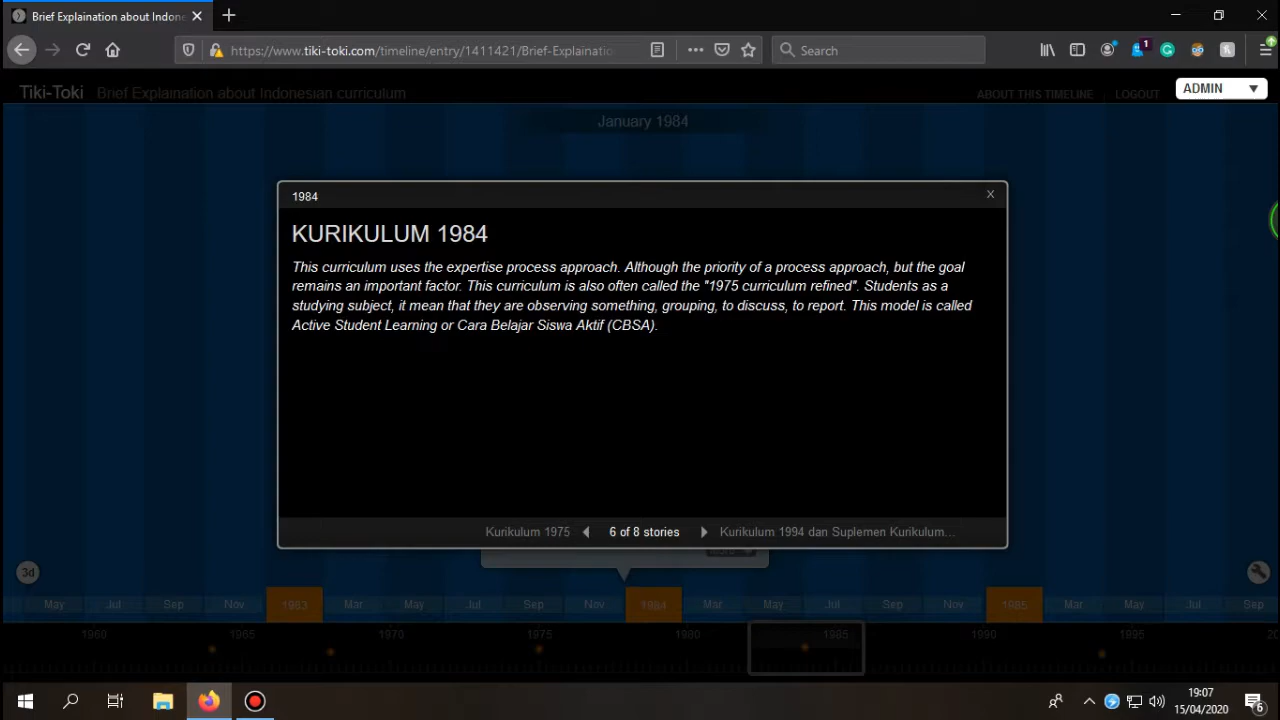 Brief Explaination about Indone
https://www.tiki-toki.com/timeline/entry/1411421/Brief-Explainatio
Search
1
Tiki-Toki Brief Explaination about Indonesian curriculum
ABOUT THIS TIMELINE | LOGOUT
ADMIN
January 1984
1984
X
KURIKULUM 1984
This curriculum uses the expertise process approach. Although the priority of a process approach, but the goal
remains an important factor. This curriculum is also often called the "1975 curriculum refined". Students as a
studying subject, it mean that they are observing something, grouping, to discuss, to report. This model is called
Active Student Learning or Cara Belajar Siswa Aktif (CBSA).
Kurikulum 1975 6 of 8 stories Kurikulum 1994 dan Suplemen Kurikulum...
3d
May Jul Sep Nov 1983 Mar May Jul Sep Nov 1984 Mar May Jul Sep Nov 1985 Mar May Jul Sep
1960 1965 1970 1975 1980 1985 1990 1995 20
19:07
15/04/2020
6